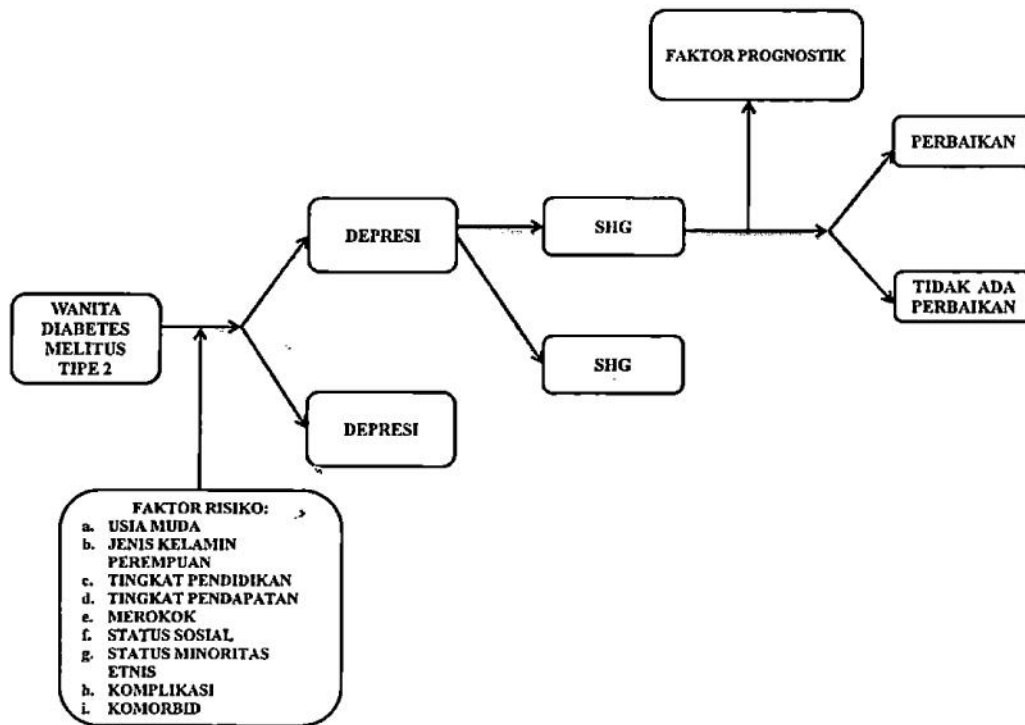 FAKTOR PROGNOSTIK
PERBAIKAN
DEPRESI
SHG
TIDAK ADA
PERBAIKAN
WANITA
DIABETES
MELITUS
TIPE 2
SHG
DEPRESI
FAKTOR RISIKO:
a. USIA MUDA
b. JENIS KELAMIN
PEREMPUAN
c. TINGKAT PENDIDIKAN
d. TINGKAT PENDAPATAN
e. MEROKOK
f. STATUS SOSIAL
g. STATUS MINORITAS
ETNIS
h. KOMPLIKASI
i. KOMORBID